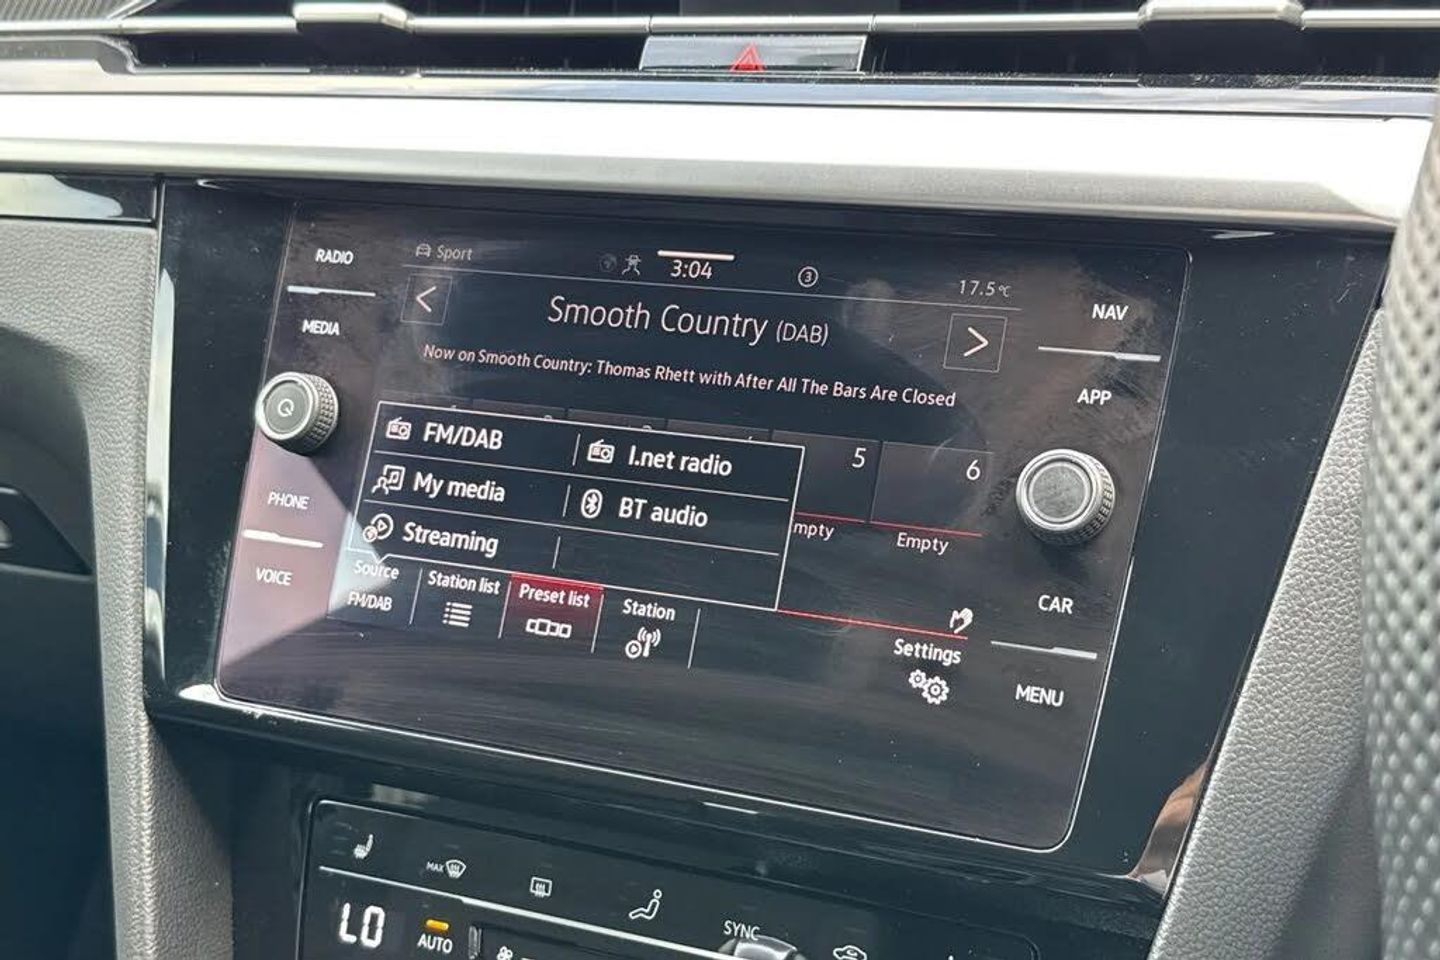 RADIO
Sport
3:04
3
17.5°C
NAV
MEDIA
<
Smooth Country (DAB)
>
Now on Smooth Country: Thomas Rhett with After All The Bars Are Closed
APP
FM/DAB
I.net radio
5
6
My media
BT audio
mpty
Empty
Streaming
PHONE
VOICE
Source
FM/DAB
Station list
Preset list
Station
Settings
CAR
MENU
MAX
LO
AUTO
SYNC